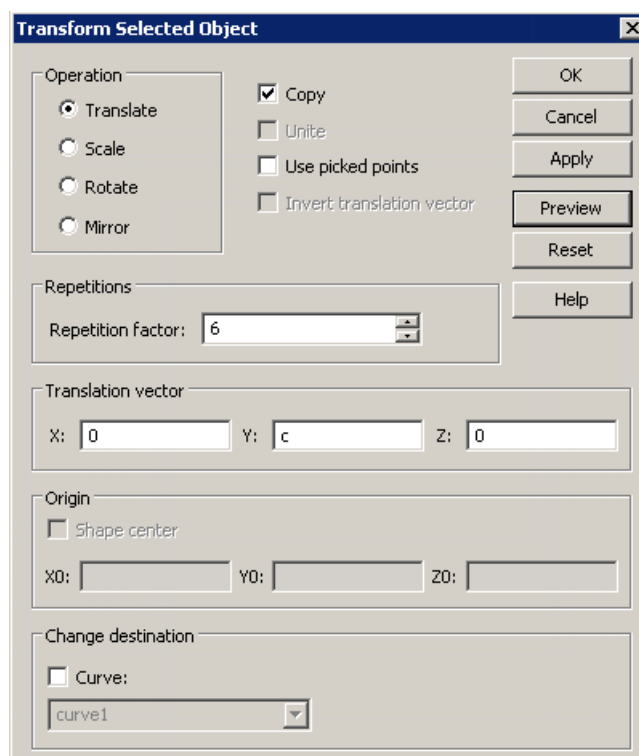 Transform Selected Object
Operation
Translate
Scale
Rotate
Mirror
Copy
Unite
Use picked points
Invert translation vector
OK
Cancel
Apply
Preview
Reset
Help
Repetitions
Repetition factor: 6
Translation vector
X: 0 Y: c Z: 0
Origin
Shape center
X0: Y0: Z0:
Change destination
Curve:
curve1